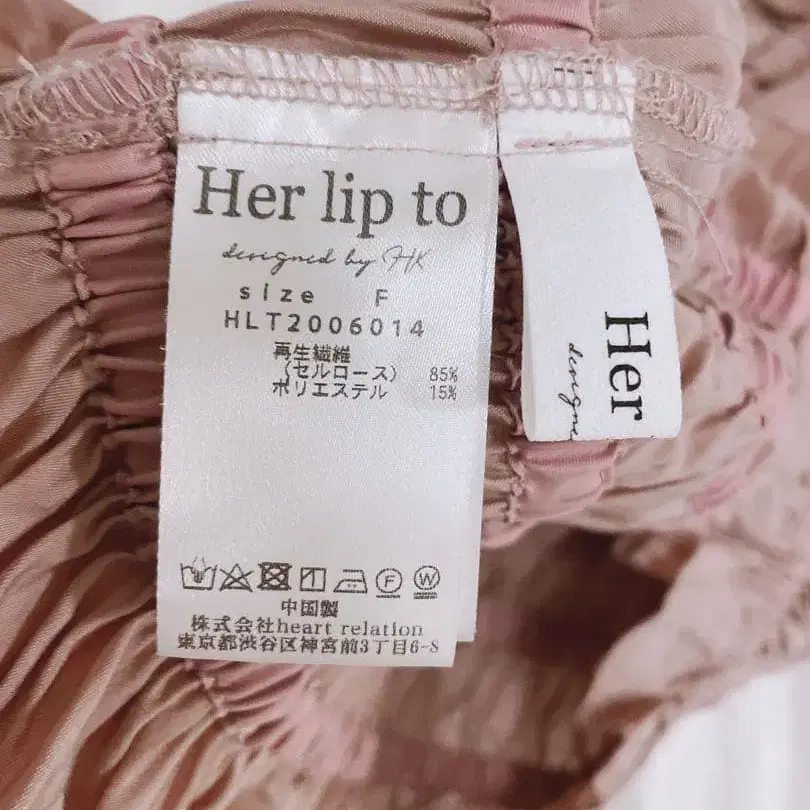 Her lip to
designed by HK
size F
HLT2006014
再生繊維
(セルロース) 85%
ポリエステル 15%
F W
中国製
株式会社heart relation
東京都渋谷区神宮前3丁目6-8
Her
designe